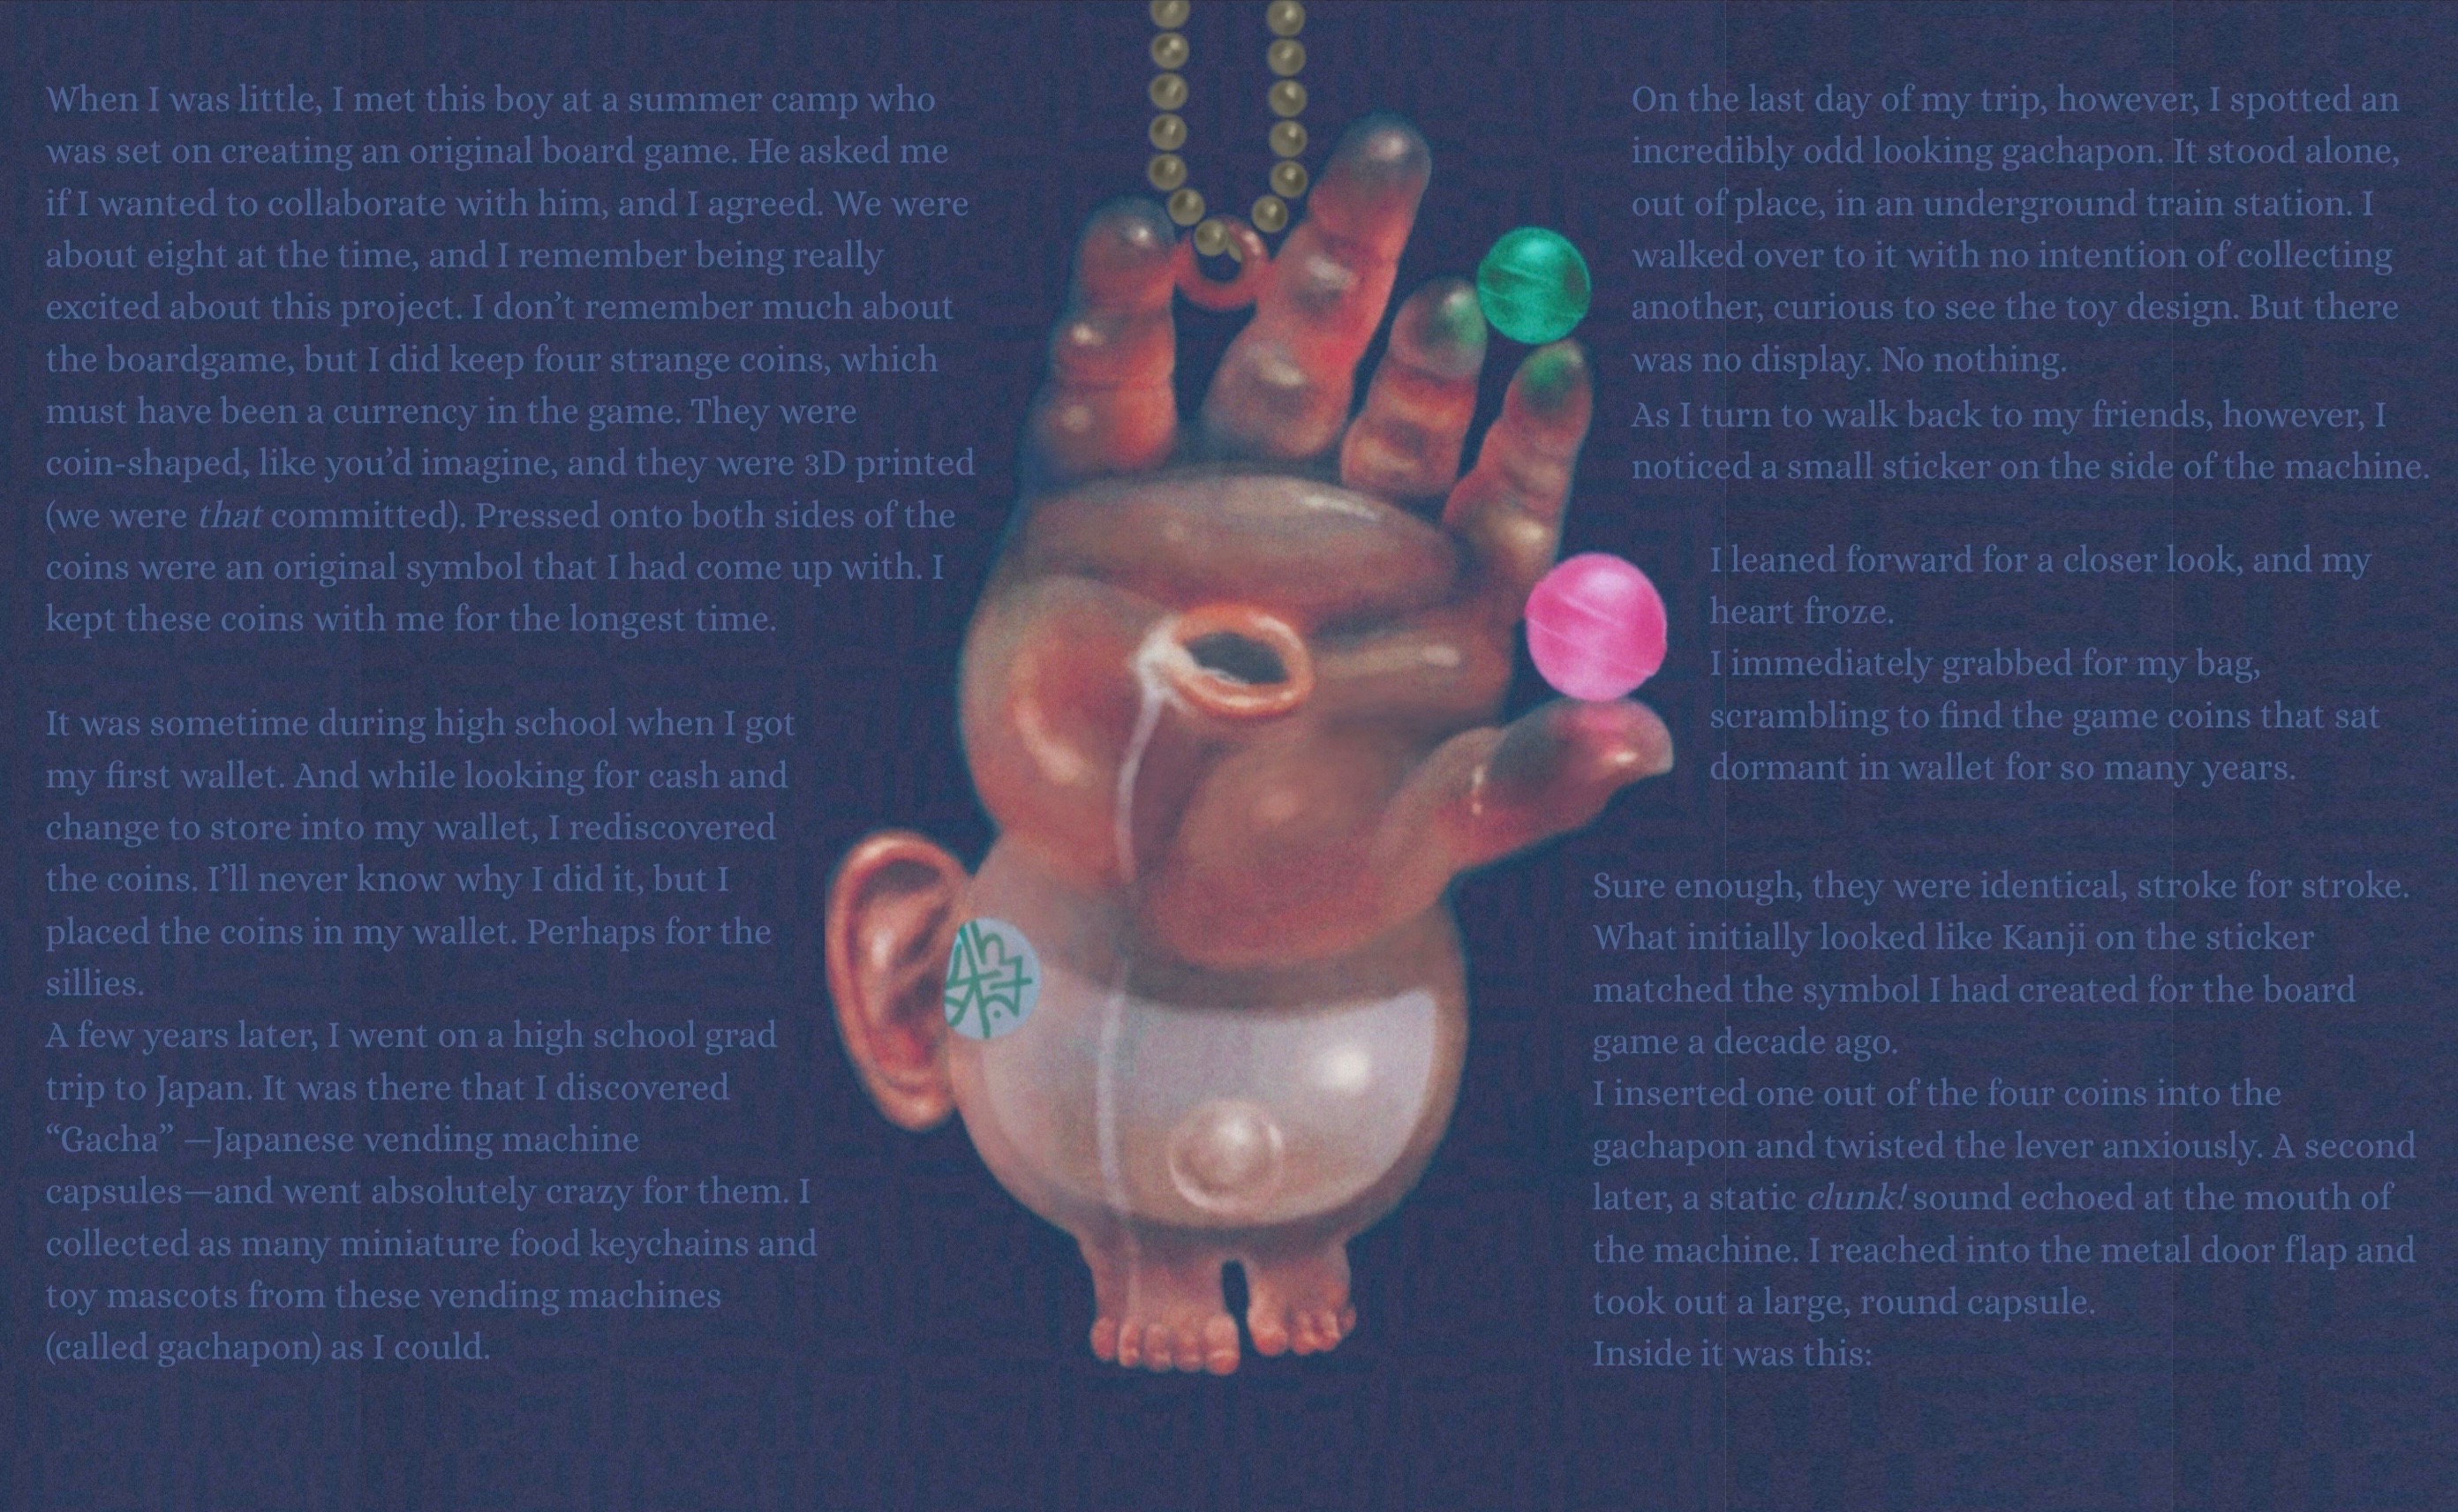 When I was little, I met this boy at a summer camp who
was set on creating an original board game. He asked me
if I wanted to collaborate with him, and I agreed. We were
about eight at the time, and I remember being really
excited about this project. I don’t remember much about
the boardgame, but I did keep four strange coins, which
must have been a currency in the game. They were
coin-shaped, like you’d imagine, and they were 3D printed
(we were that committed). Pressed onto both sides of the
coins were an original symbol that I had come up with. I
kept these coins with me for the longest time.
It was sometime during high school when I got
my first wallet. And while looking for cash and
change to store into my wallet, I rediscovered
the coins. I’ll never know why I did it, but I
placed the coins in my wallet. Perhaps for the
sillies.
A few years later, I went on a high school grad
trip to Japan. It was there that I discovered
“Gacha” —Japanese vending machine
capsules—and went absolutely crazy for them. I
collected as many miniature food keychains and
toy mascots from these vending machines
(called gachapon) as I could.
On the last day of my trip, however, I spotted an
incredibly odd looking gachapon. It stood alone,
out of place, in an underground train station. I
walked over to it with no intention of collecting
another, curious to see the toy design. But there
was no display. No nothing.
As I turn to walk back to my friends, however, I
noticed a small sticker on the side of the machine.
I leaned forward for a closer look, and my
heart froze.
I immediately grabbed for my bag,
scrambling to find the game coins that sat
dormant in wallet for so many years.
Sure enough, they were identical, stroke for stroke.
What initially looked like Kanji on the sticker
matched the symbol I had created for the board
game a decade ago.
I inserted one out of the four coins into the
gachapon and twisted the lever anxiously. A second
later, a static clunk! sound echoed at the mouth of
the machine. I reached into the metal door flap and
took out a large, round capsule.
Inside it was this: